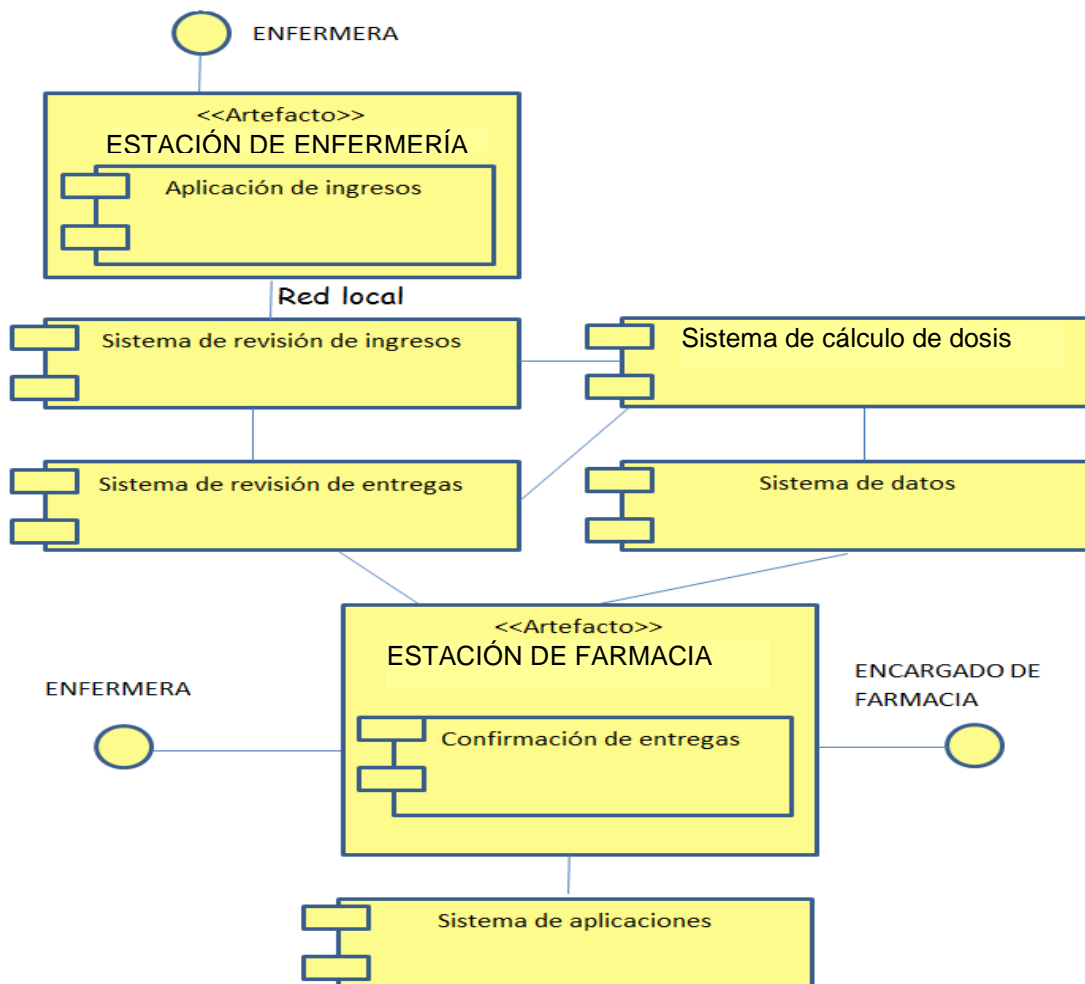 ENFERMERA
<<Artefacto>>
ESTACIÓN DE ENFERMERÍA
Aplicación de ingresos
Red local
Sistema de revisión de ingresos
Sistema de cálculo de dosis
Sistema de revisión de entregas
Sistema de datos
<<Artefacto>>
ESTACIÓN DE FARMACIA
ENFERMERA
ENCARGADO DE
FARMACIA
Confirmación de entregas
Sistema de aplicaciones